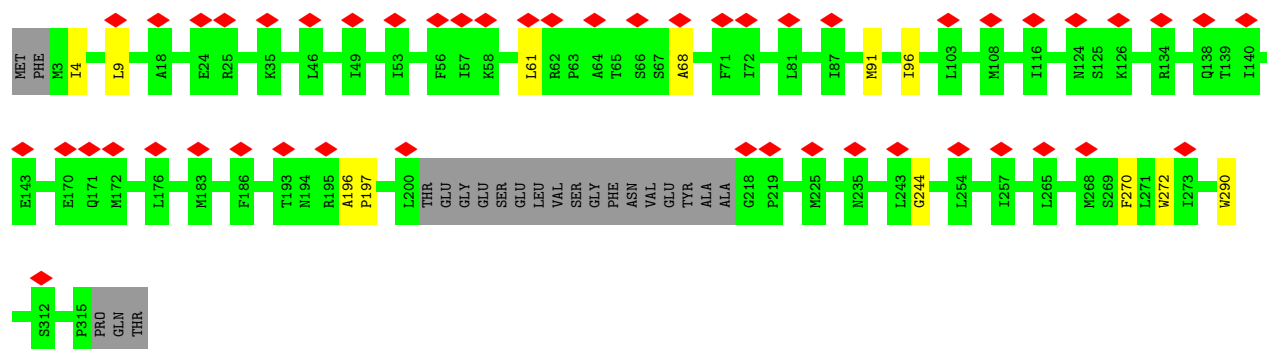 MET PHE M3 I4 L9 A18 E24 R25 K35 L46 I49 I53 F56 I57 K58 L61 R62 P63 A64 T65 S66 S67 A68 F71 I72 L81 I87 M91 I96 L103 M108 I116 N124 S125 K126 R134 Q138 T139 I140
E143 E170 Q171 M172 L176 M183 F186 T193 N194 R195 A196 P197 L200 THR GLU GLY GLU SER GLU LEU VAL SER GLY PHE ASN VAL GLU TYR ALA ALA G218 P219 M225 N235 L243 G244 L254 I257 L265 M268 S269 F270 L271 W272 I273 W290
S312 P315 PRO GLN THR